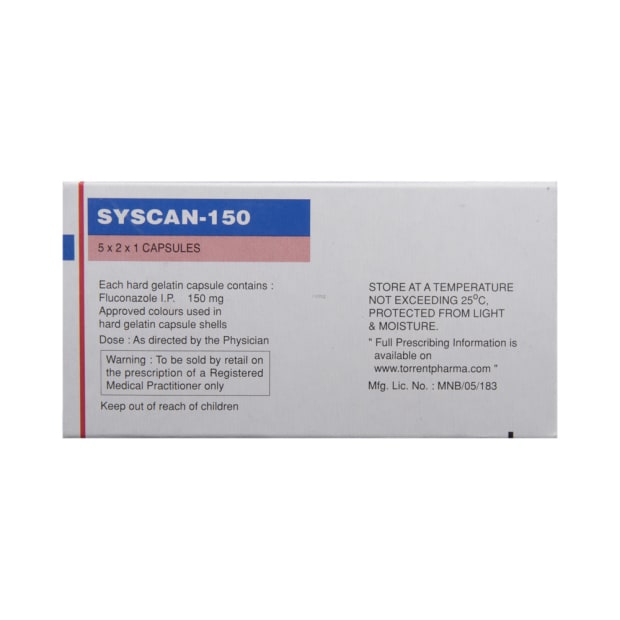 SYSCAN-150
5 x 2 x 1 CAPSULES
Each hard gelatin capsule contains :
Fluconazole I.P. 150 mg
Approved colours used in
hard gelatin capsule shells
Dose : As directed by the Physician
Warning : To be sold by retail on
the prescription of a Registered
Medical Practitioner only
Keep out of reach of children
STORE AT A TEMPERATURE
NOT EXCEEDING 25⁰C,
PROTECTED FROM LIGHT
& MOISTURE.
" Full Prescribing Information is
available on
www.torrentpharma.com "
Mfg. Lic. No. : MNB/05/183